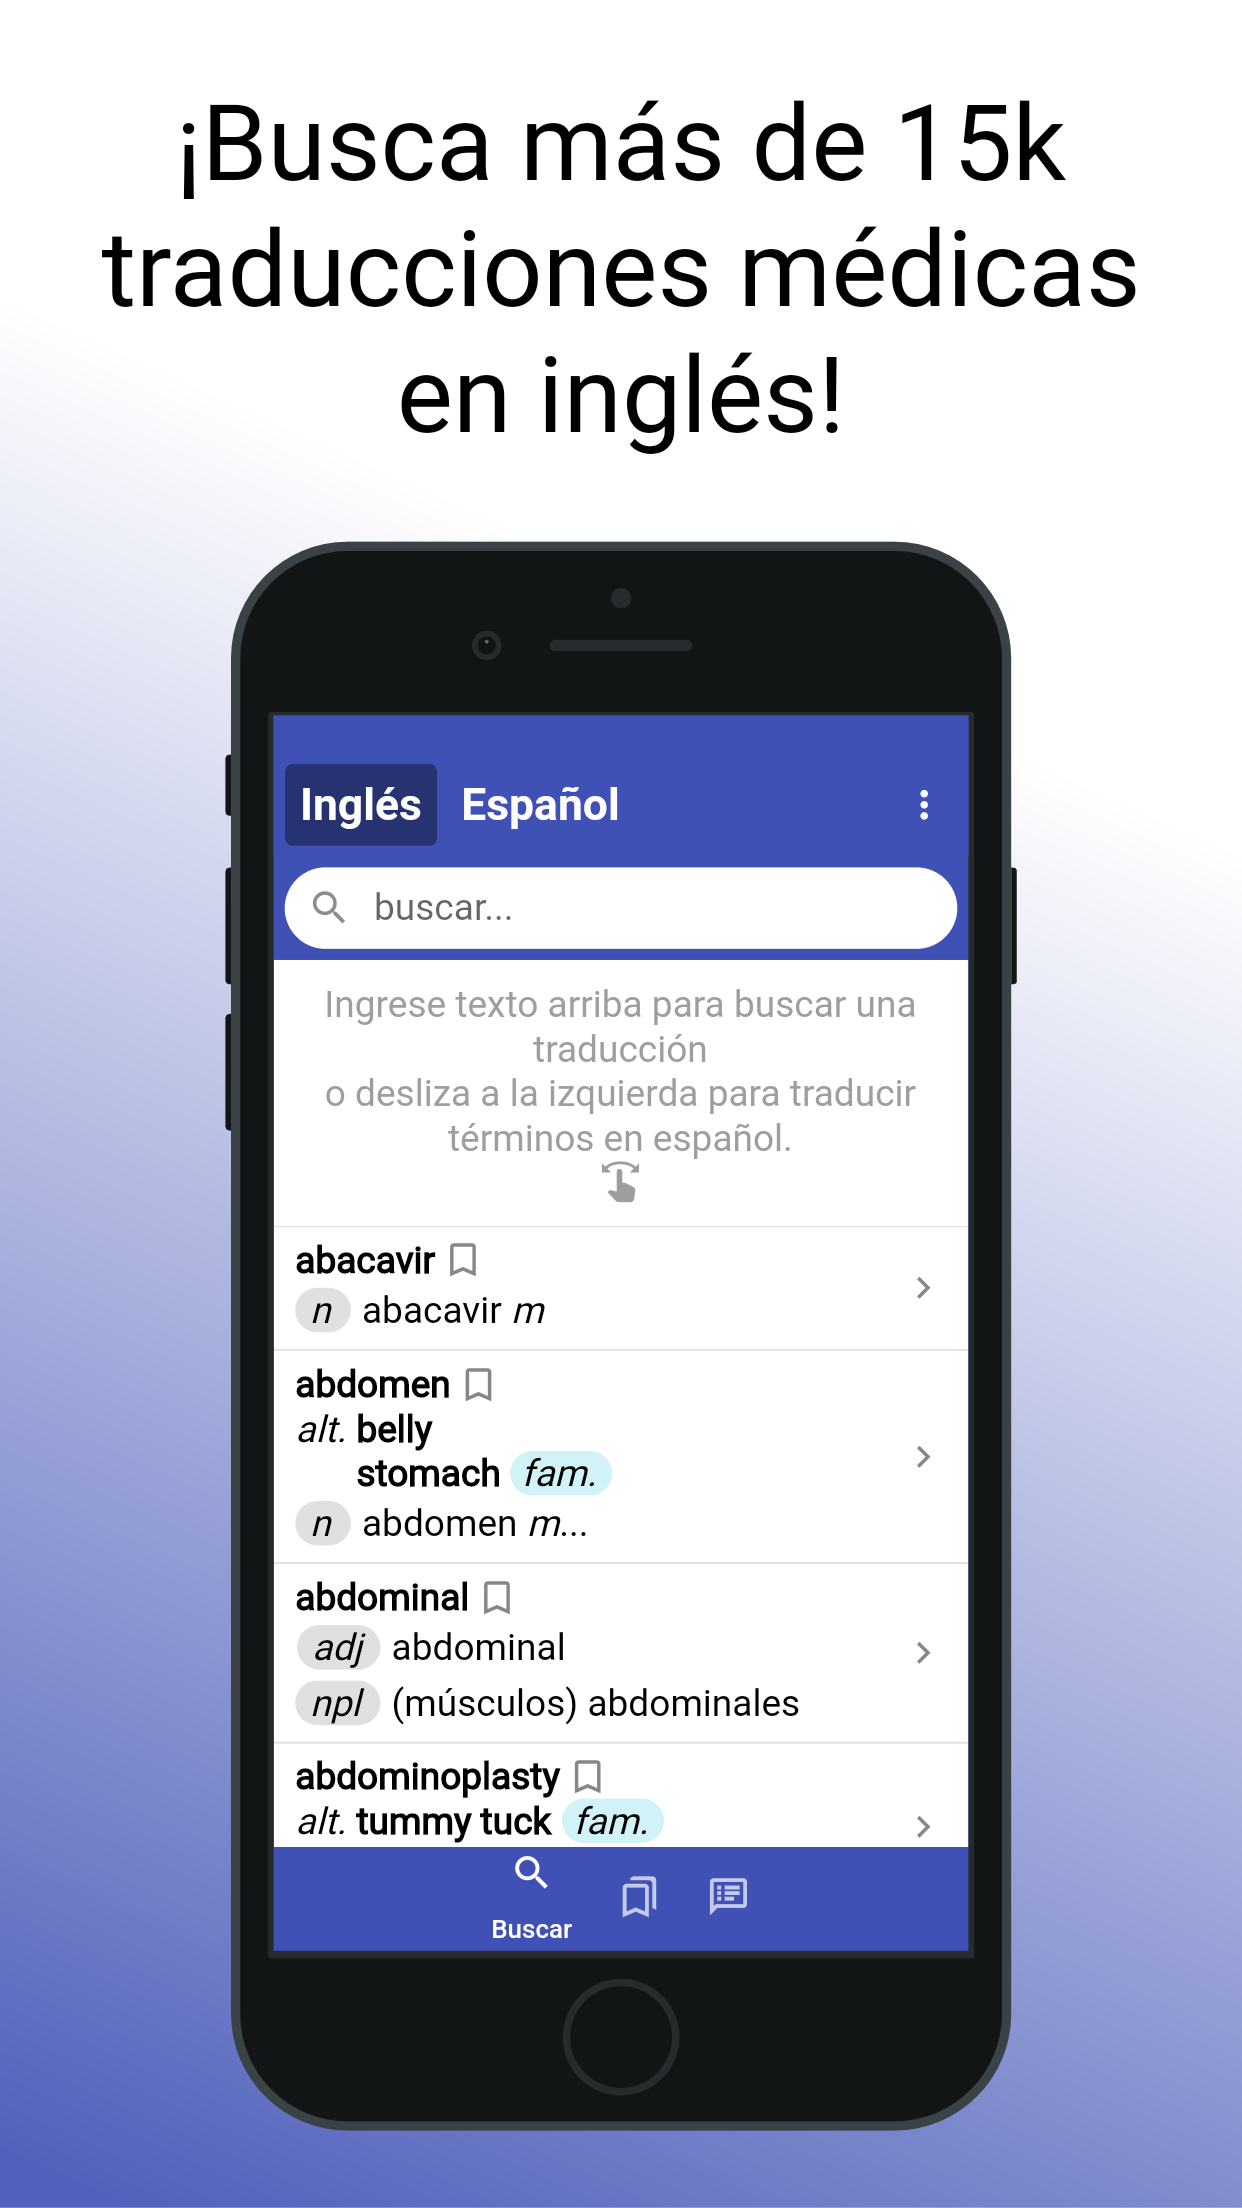 ¡Busca más de 15k
traducciones médicas
en inglés!
Inglés Español
buscar...
Ingrese texto arriba para buscar una
traducción
o desliza a la izquierda para traducir
términos en español.
abacavir
n abacavir m
abdomen
alt. belly
stomach fam.
n abdomen m...
abdominal
adj abdominal
npl (músculos) abdominales
abdominoplasty
alt. tummy tuck fam.
Buscar